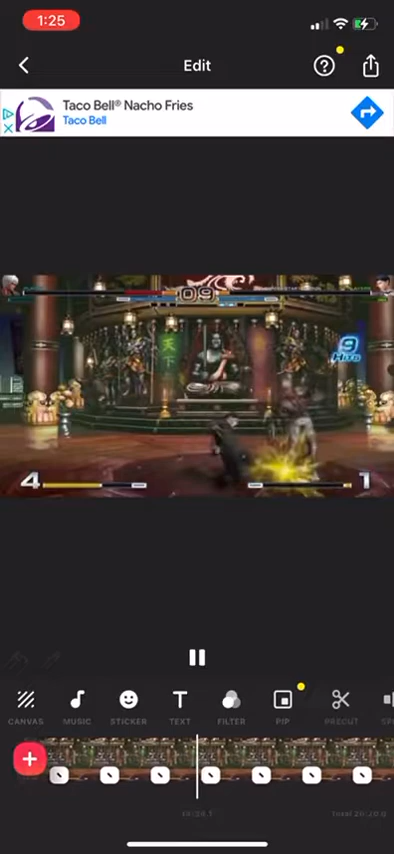 1:25
Edit
Taco Bell® Nacho Fries
Taco Bell
09
天
下
9
HITS
4
1
CANVAS
MUSIC
STICKER
TEXT
FILTER
PIP
PRECUT